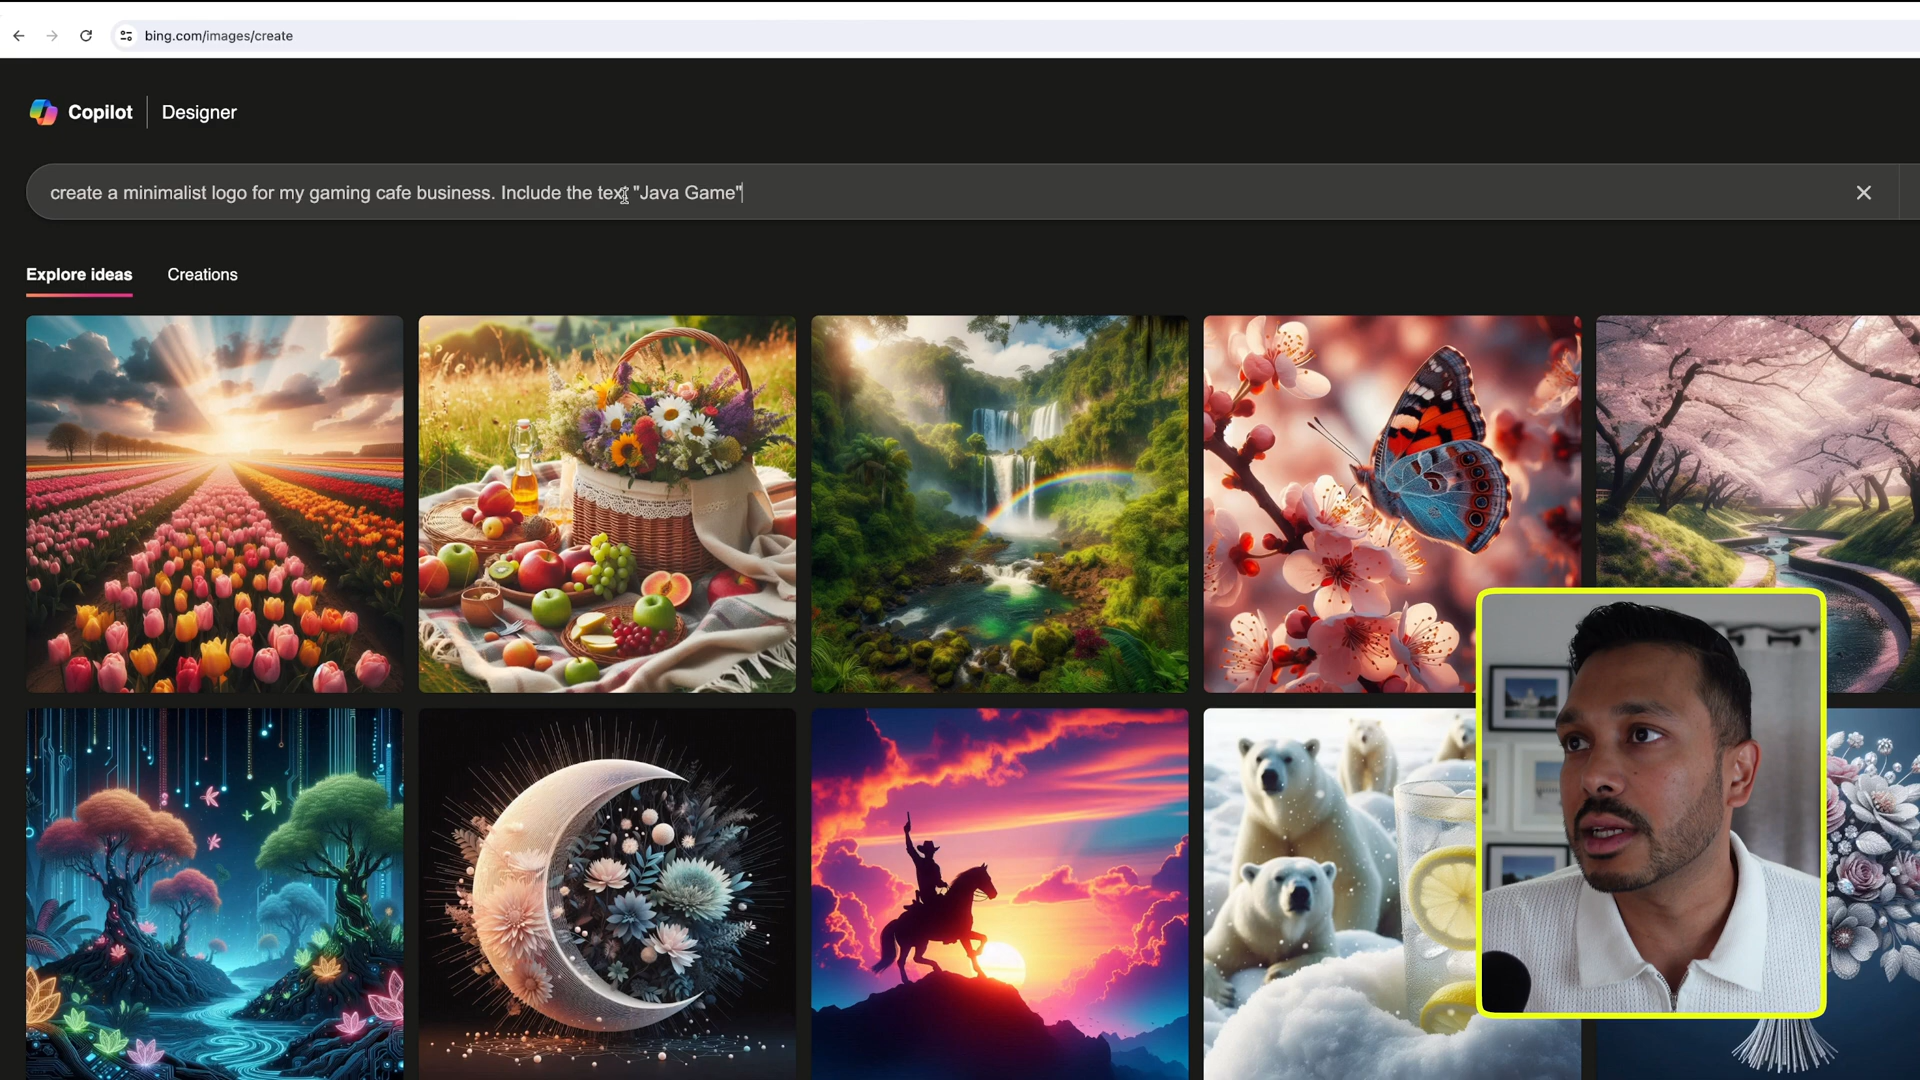 bing.com/images/create
Copilot Designer
create a minimalist logo for my gaming cafe business. Include the text "Java Game"
Explore ideas Creations